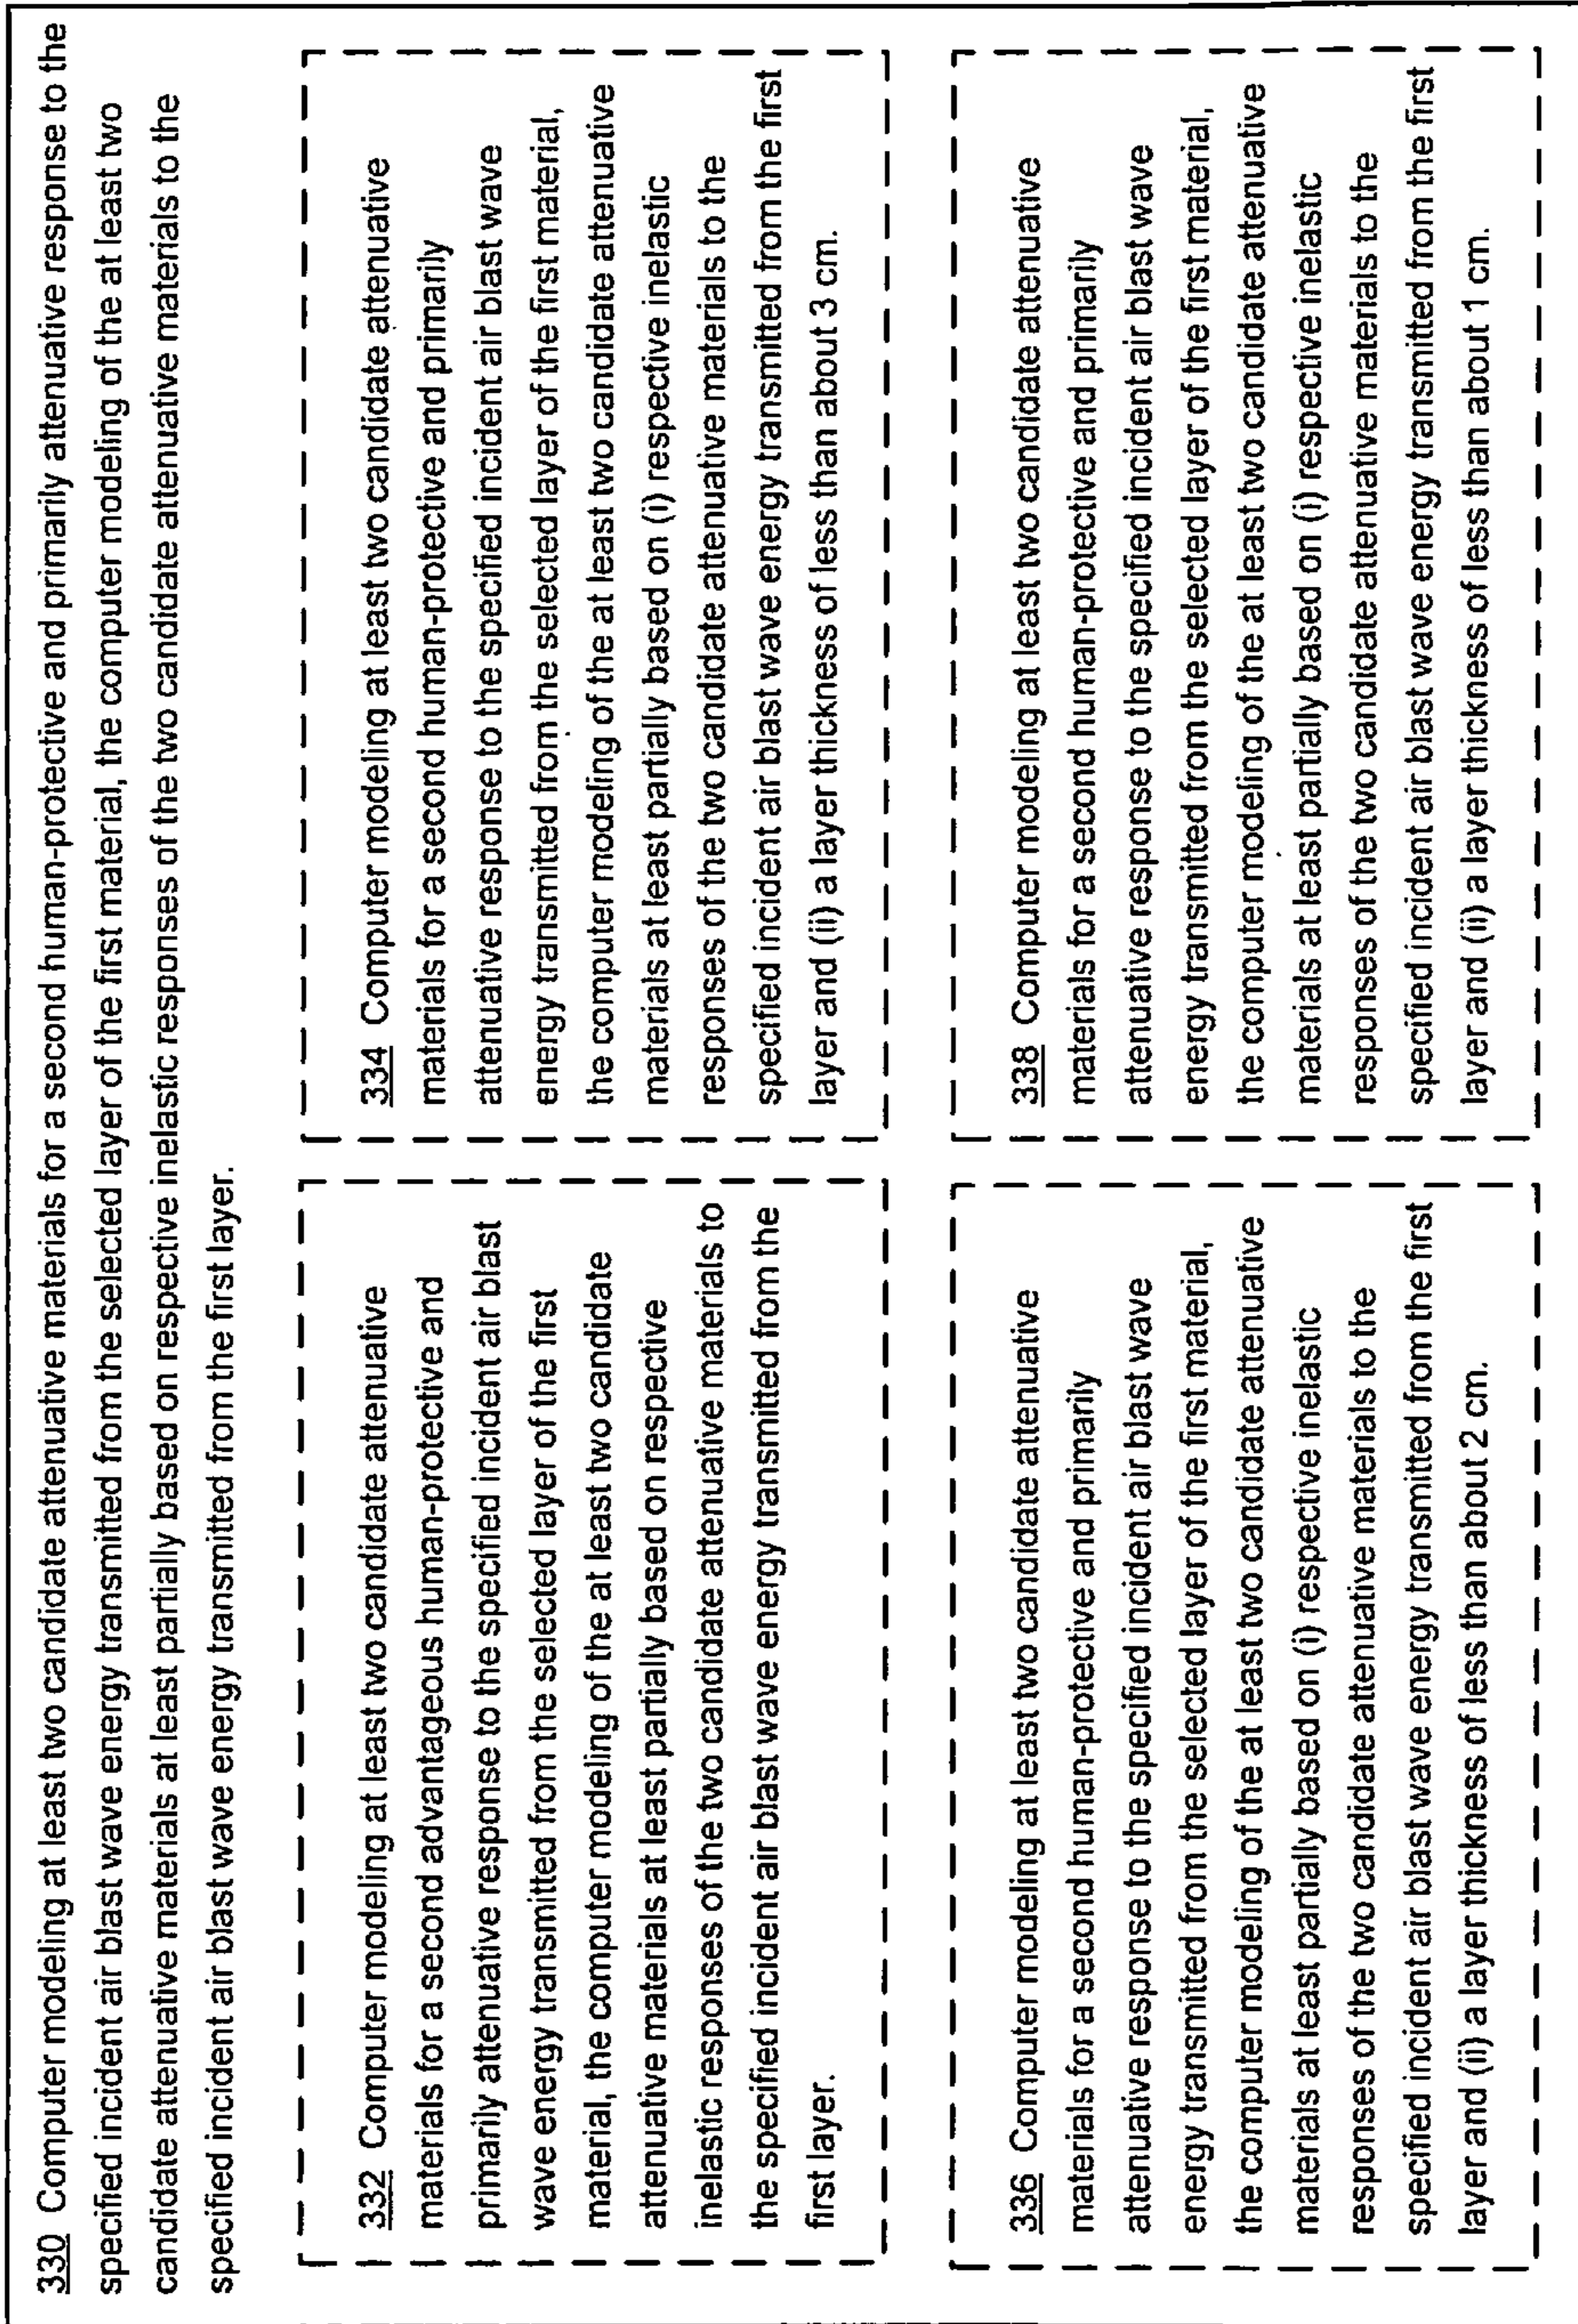 330 Computer modeling at least two candidate attenuative materials for a second human-protective and primarily attenuative response to the
specified incident air blast wave energy transmitted from the selected layer of the first material, the computer modeling of the at least two
candidate attenuative materials at least partially based on respective inelastic responses of the two candidate attenuative materials to the
specified incident air blast wave energy transmitted from the first layer.
332 Computer modeling at least two candidate attenuative
materials for a second advantageous human-protective and
primarily attenuative response to the specified incident air blast
wave energy transmitted from the selected layer of the first
material, the computer modeling of the at least two candidate
attenuative materials at least partially based on respective
inelastic responses of the two candidate attenuative materials to
the specified incident air blast wave energy transmitted from the
first layer.
334 Computer modeling at least two candidate attenuative
materials for a second human-protective and primarily
attenuative response to the specified incident air blast wave
energy transmitted from the selected layer of the first material,
the computer modeling of the at least two candidate attenuative
materials at least partially based on (i) respective inelastic
responses of the two candidate attenuative materials to the
specified incident air blast wave energy transmitted from the first
layer and (ii) a layer thickness of less than about 3 cm.
336 Computer modeling at least two candidate attenuative
materials for a second human-protective and primarily
attenuative response to the specified incident air blast wave
energy transmitted from the selected layer of the first material,
the computer modeling of the at least two candidate attenuative
materials at least partially based on (i) respective inelastic
responses of the two candidate attenuative materials to the
specified incident air blast wave energy transmitted from the first
layer and (ii) a layer thickness of less than about 2 cm.
338 Computer modeling at least two candidate attenuative
materials for a second human-protective and primarily
attenuative response to the specified incident air blast wave
energy transmitted from the selected layer of the first material,
the computer modeling of the at least two candidate attenuative
materials at least partially based on (i) respective inelastic
responses of the two candidate attenuative materials to the
specified incident air blast wave energy transmitted from the first
layer and (ii) a layer thickness of less than about 1 cm.